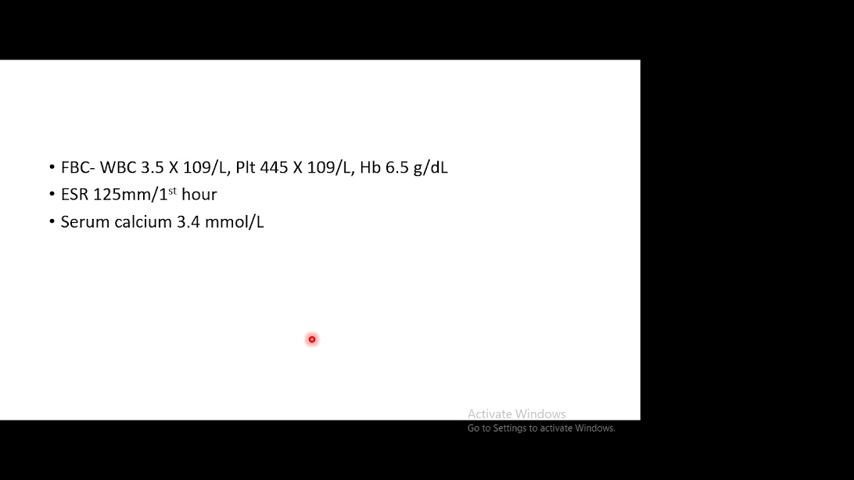 • FBC- WBC 3.5 X 109/L, Plt 445 X 109/L, Hb 6.5 g/dL
• ESR 125mm/1st hour
• Serum calcium 3.4 mmol/L
Activate Windows
Go to Settings to activate Windows.